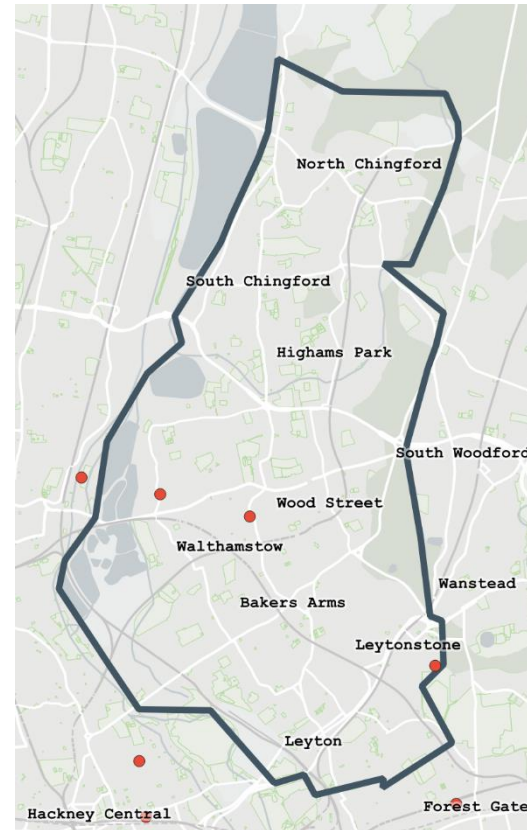 North Chingford
South Chingford
Highams Park
South Woodford
Wood Street
Walthamstow
Wanstead
Bakers Arms
Leytonstone
Leyton
Forest Gate
Hackney Central